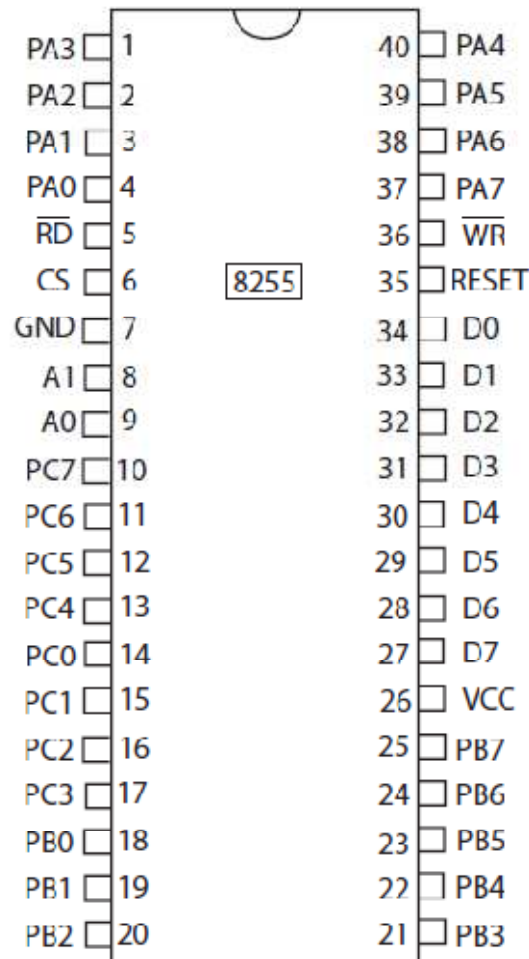 PA3 1 40 PA4
PA2 2 39 PA5
PA1 3 38 PA6
PA0 4 37 PA7
R̅D̅ 5 36 W̅R̅
CS 6 8255 35 RESET
GND 7 34 D0
A1 8 33 D1
A0 9 32 D2
PC7 10 31 D3
PC6 11 30 D4
PC5 12 29 D5
PC4 13 28 D6
PC0 14 27 D7
PC1 15 26 VCC
PC2 16 25 PB7
PC3 17 24 PB6
PB0 18 23 PB5
PB1 19 22 PB4
PB2 20 21 PB3